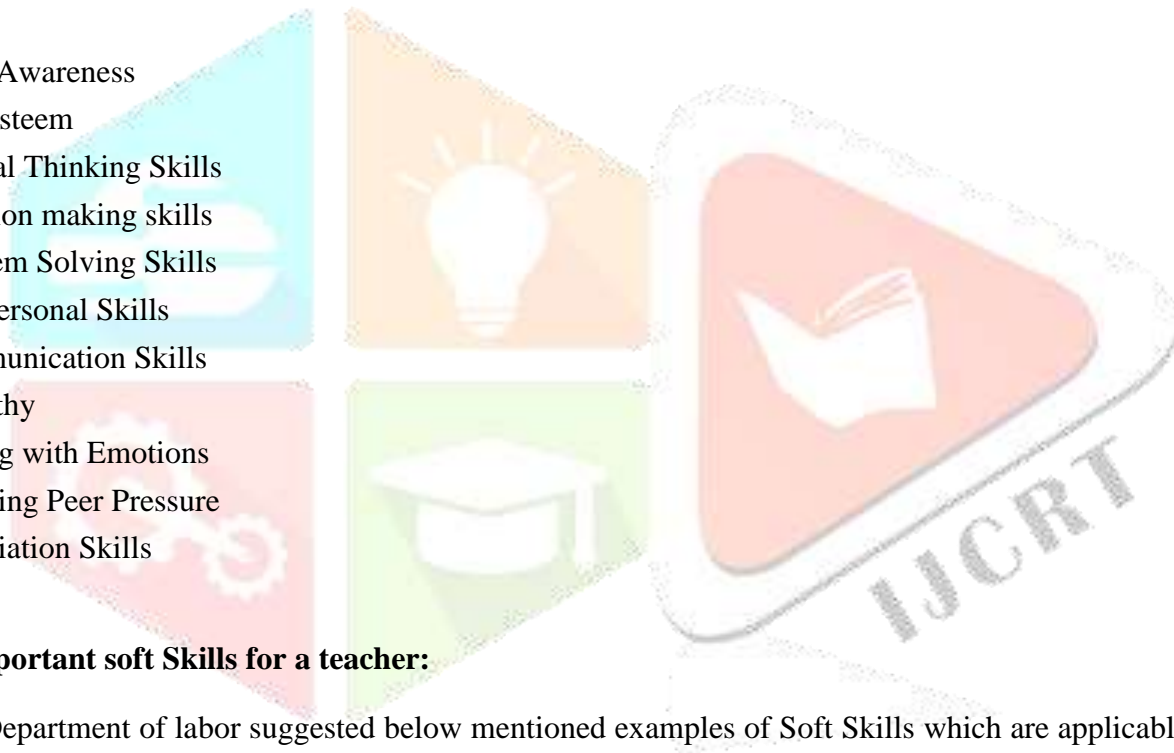 Awareness
steem
al Thinking Skills
ion making skills
em Solving Skills
ersonal Skills
munication Skills
thy
g with Emotions
ing Peer Pressure
iation Skills
portant soft Skills for a teacher:
Department of labor suggested below mentioned examples of Soft Skills which are applicabl
IJCRT